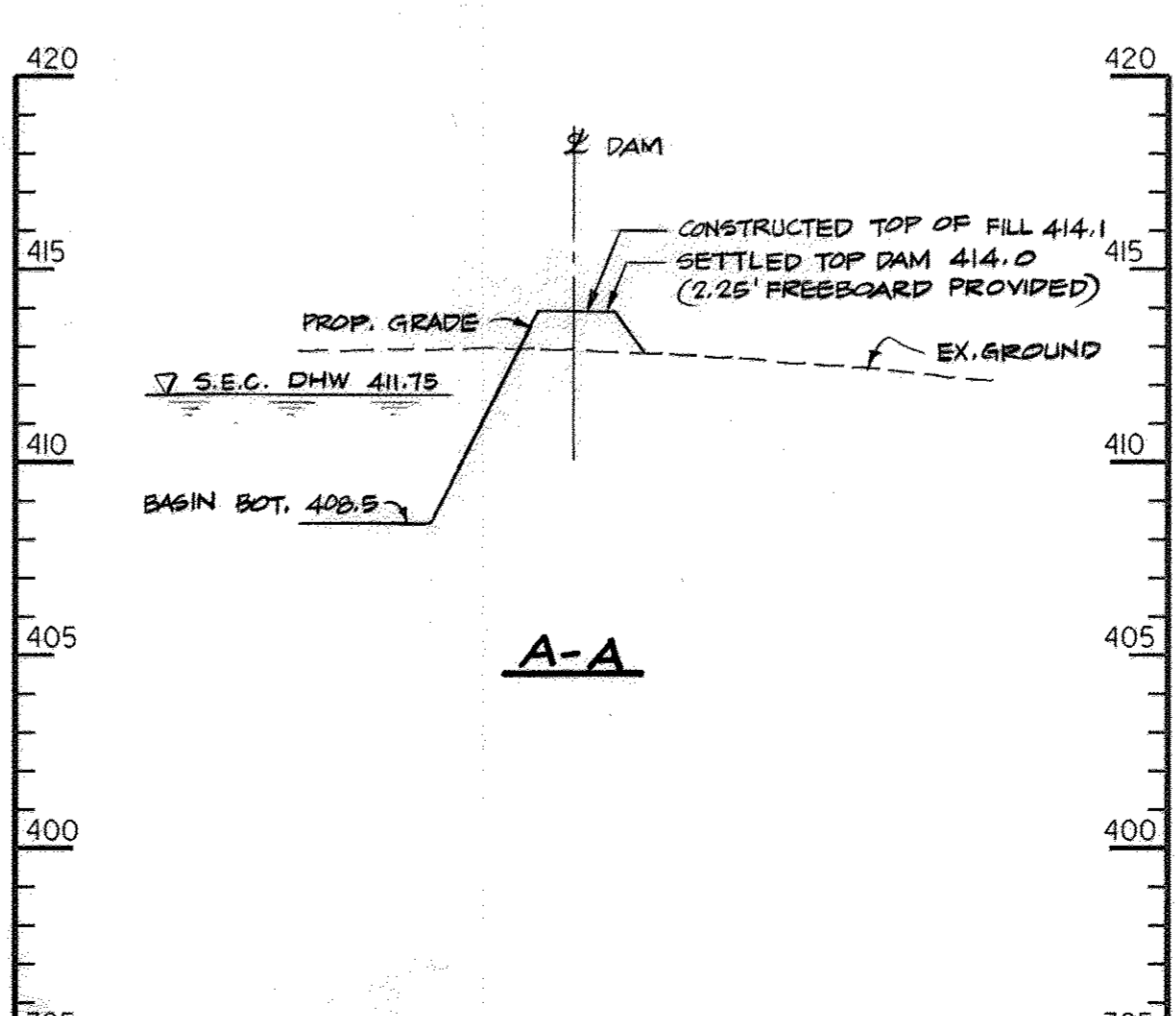 420 420
℄ DAM
CONSTRUCTED TOP OF FILL 414.1
415 415
SETTLED TOP DAM 414.0
(2.25' FREEBOARD PROVIDED)
PROP. GRADE
EX. GROUND
S.E.C. DHW 411.75
410 410
BASIN BOT. 408.5
405 405
A-A
400 400